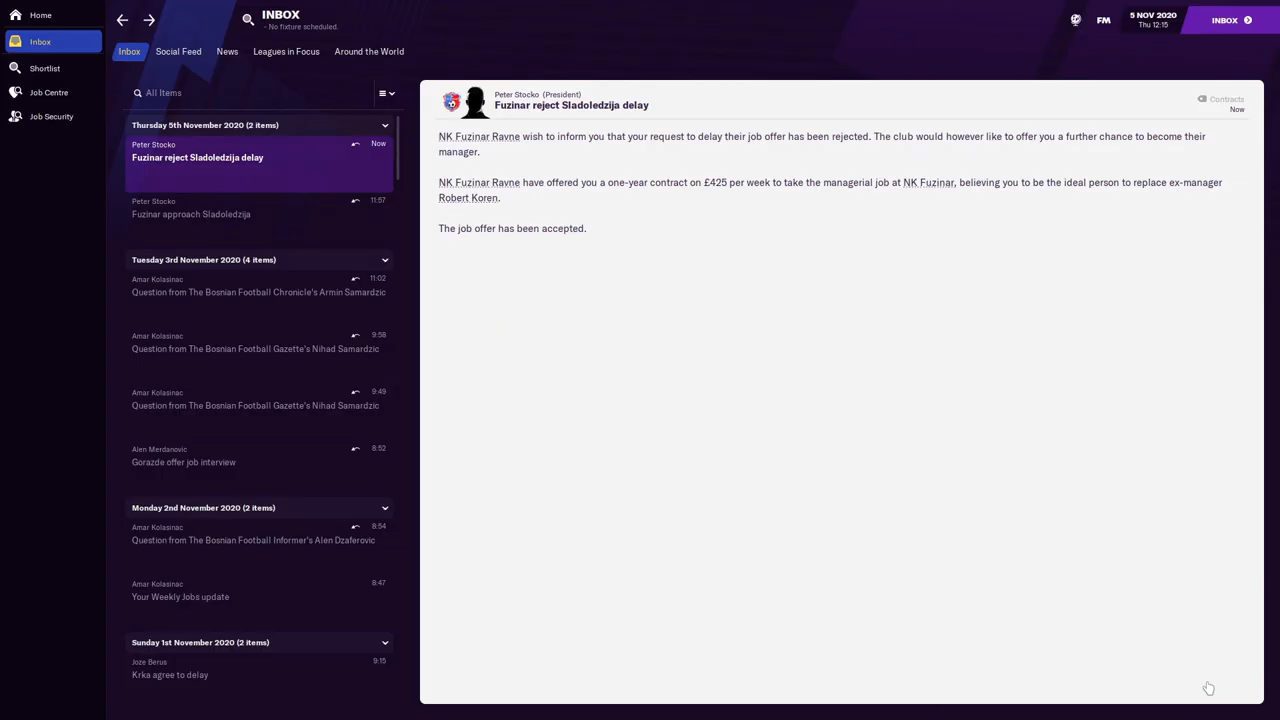 Home
Inbox
Shortlist
Job Centre
Job Security
INBOX
- No fixture scheduled.
FM
5 NOV 2020
Thu 12:15
INBOX
Inbox
Social Feed
News
Leagues in Focus
Around the World
All Items
Thursday 5th November 2020 (2 items)
Peter Stocko
Now
Fuzinar reject Sladoledzija delay
Peter Stocko
11:57
Fuzinar approach Sladoledzija
Tuesday 3rd November 2020 (4 items)
Amar Kolasinac
11:02
Question from The Bosnian Football Chronicle's Armin Samardzic
Amar Kolasinac
9:58
Question from The Bosnian Football Gazette's Nihad Samardzic
Amar Kolasinac
9:49
Question from The Bosnian Football Gazette's Nihad Samardzic
Alen Merdanovic
8:52
Gorazde offer job interview
Monday 2nd November 2020 (2 items)
Amar Kolasinac
8:54
Question from The Bosnian Football Informer's Alen Dzaferovic
Amar Kolasinac
8:47
Your Weekly Jobs update
Sunday 1st November 2020 (2 items)
Joze Berus
9:15
Krka agree to delay
Peter Stocko (President)
Fuzinar reject Sladoledzija delay
Contracts
Now
NK Fuzinar Ravne wish to inform you that your request to delay their job offer has been rejected. The club would however like to offer you a further chance to become their
manager.
NK Fuzinar Ravne have offered you a one-year contract on £425 per week to take the managerial job at NK Fuzinar, believing you to be the ideal person to replace ex-manager
Robert Koren.
The job offer has been accepted.